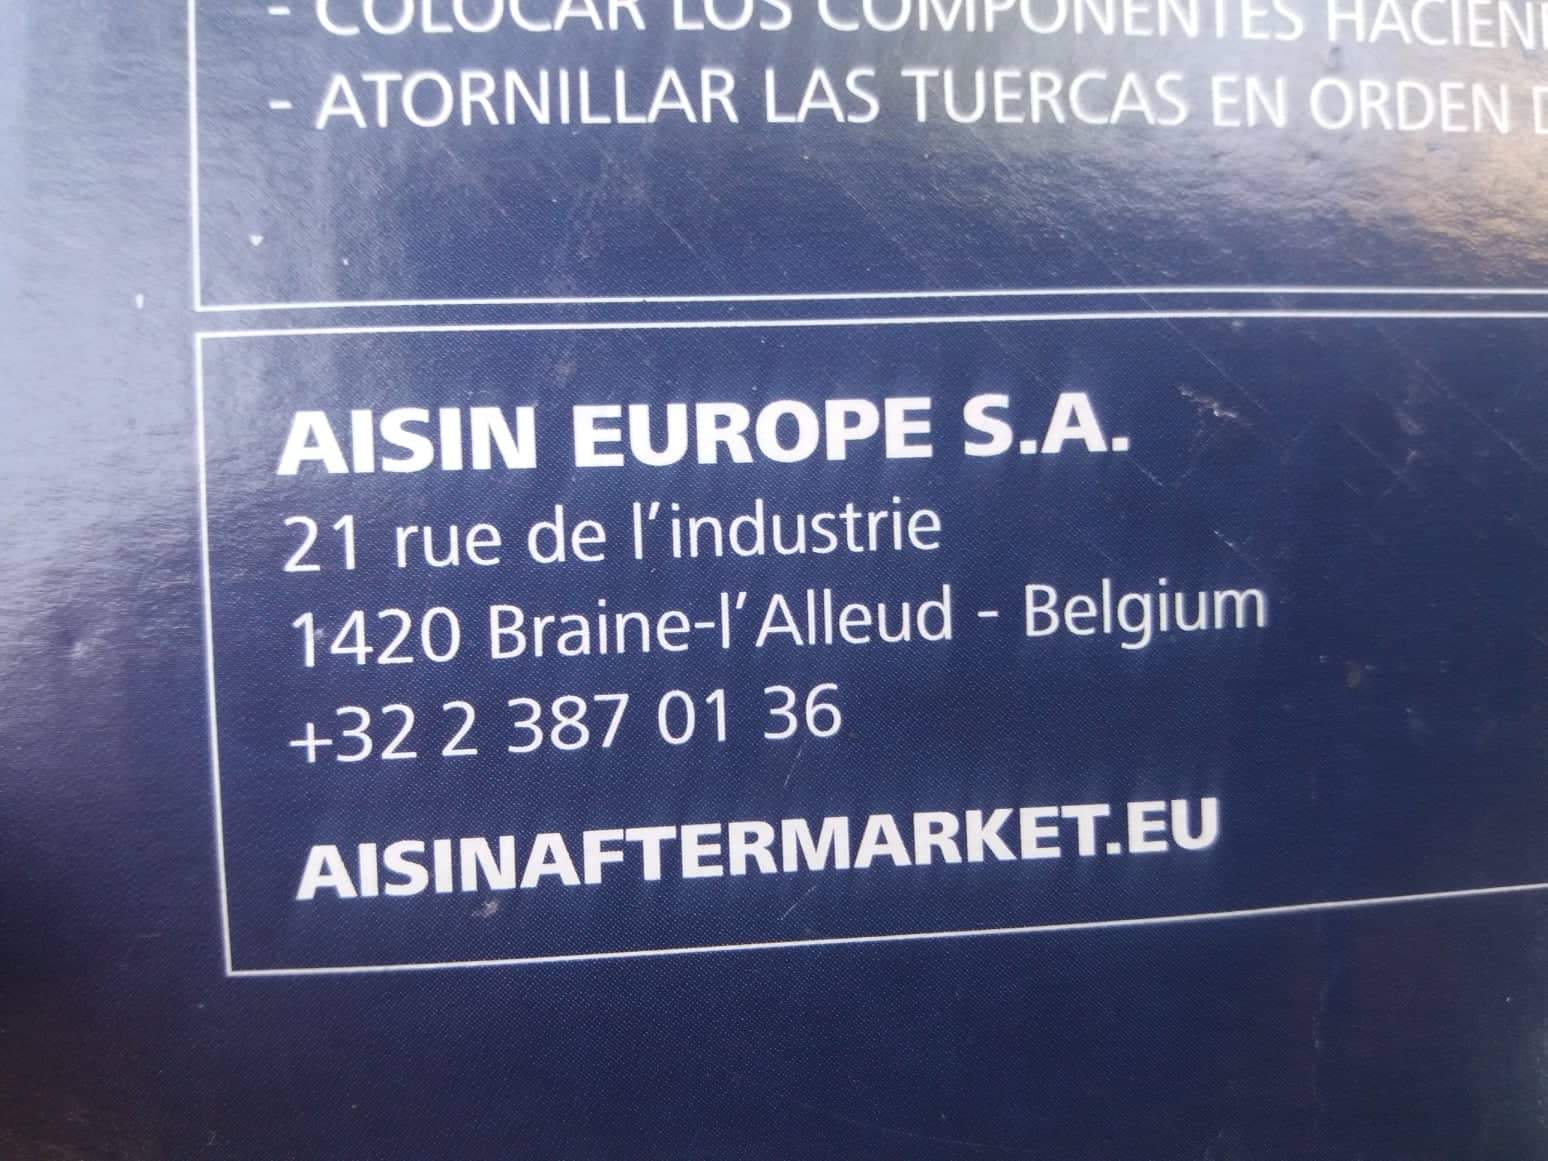 - COLOCAR LOS COMPONENTES
- ATORNILLAR LAS TUERCAS EN ORDEN
AISIN EUROPE S.A.
21 rue de l'industrie
1420 Braine-l'Alleud - Belgium
+32 2 387 01 36
AISINAFTERMARKET.EU